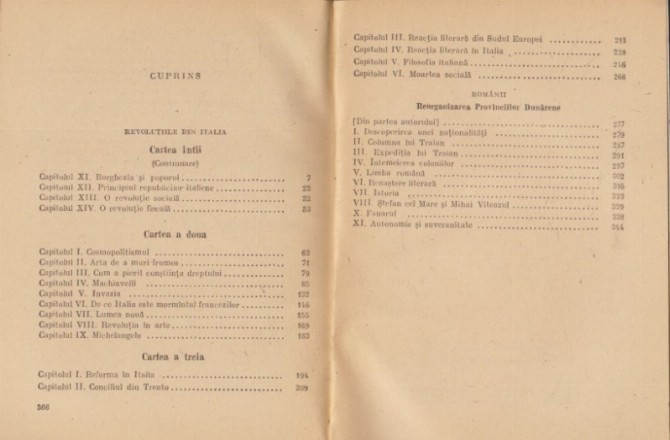 CUPRINS
REVOLUȚIILE DIN ITALIA
Cartea întîi
(Continuare)
Capitolul XI. Burghezia și poporul 7
Capitolul XII. Principiul republicilor italiene 22
Capitolul XIII. O revoluție socială 32
Capitolul XIV. O revoluție fiscală 53
Cartea a doua
Capitolul I. Cosmopolitismul 62
Capitolul II. Arta de a muri frumos 71
Capitolul III. Cum a pierit conștiința dreptului 79
Capitolul IV. Machiavelli 85
Capitolul V. Invazia 132
Capitolul VI. De ce Italia este mormîntul francezilor 146
Capitolul VII. Lumea nouă 155
Capitolul VIII. Revoluția în arte 169
Capitolul IX. Michelangelo 183
Cartea a treia
Capitolul I. Reforma în Italia 194
Capitolul II. Conciliul din Trento 209
366
Capitolul III. Reacția literară din Sudul Europei 213
Capitolul IV. Reacția literară în Italia 228
Capitolul V. Filosofia italiană 246
Capitolul VI. Moartea socială 268
ROMÂNII
Reorganizarea Provinciilor Dunărene
[Din partea autorului] 277
I. Descoperirea unei naționalități 279
II. Columna lui Traian 287
III. Expediția lui Traian 291
IV. Întemeierea coloniilor 297
V. Limba română 302
VI. Renaștere literară
VII. Istoria
VIII. Ștefan cel Mare și Mihai Viteazul
X. Fanarul 338
XI. Autonomie și suveranitate 344